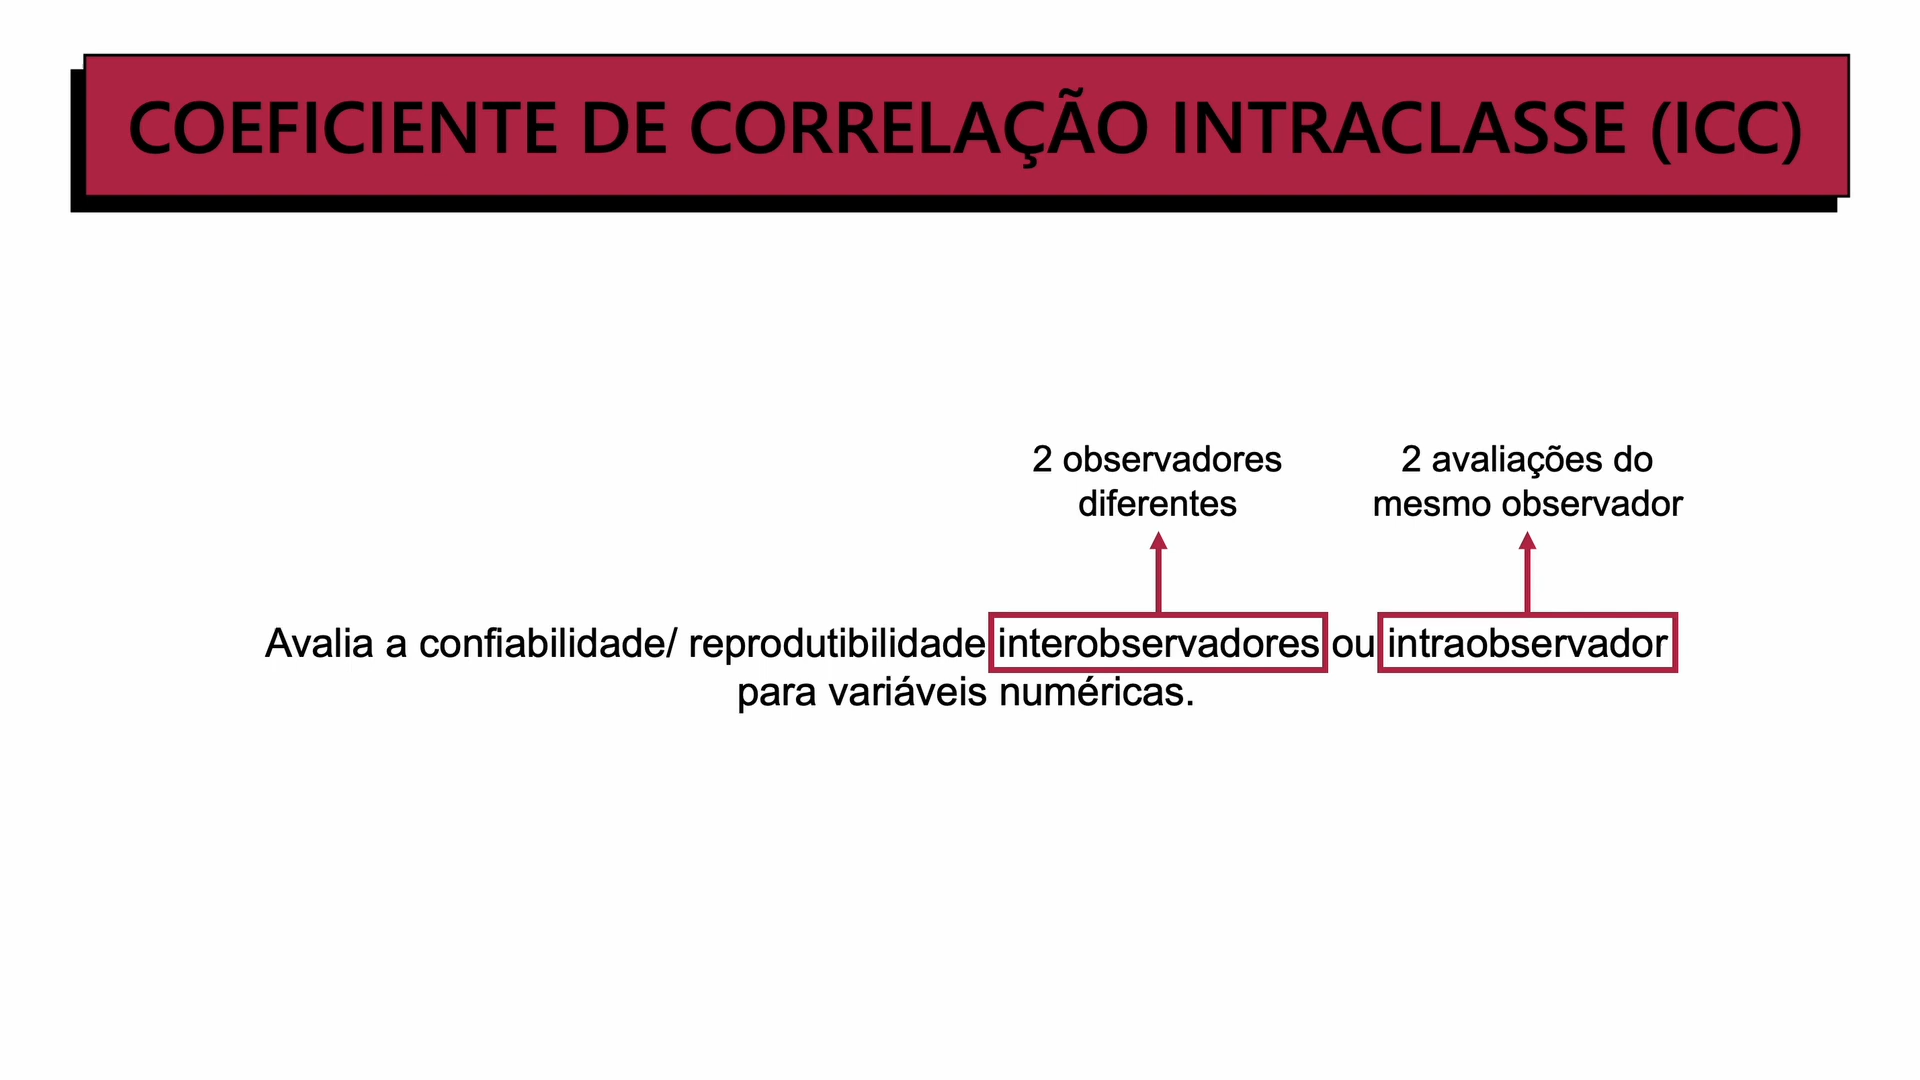 COEFICIENTE DE CORRELAÇÃO INTRACLASSE (ICC)
2 observadores
diferentes
2 avaliações do
mesmo observador
Avalia a confiabilidade/ reprodutibilidade interobservadores ou intraobservador
para variáveis numéricas.